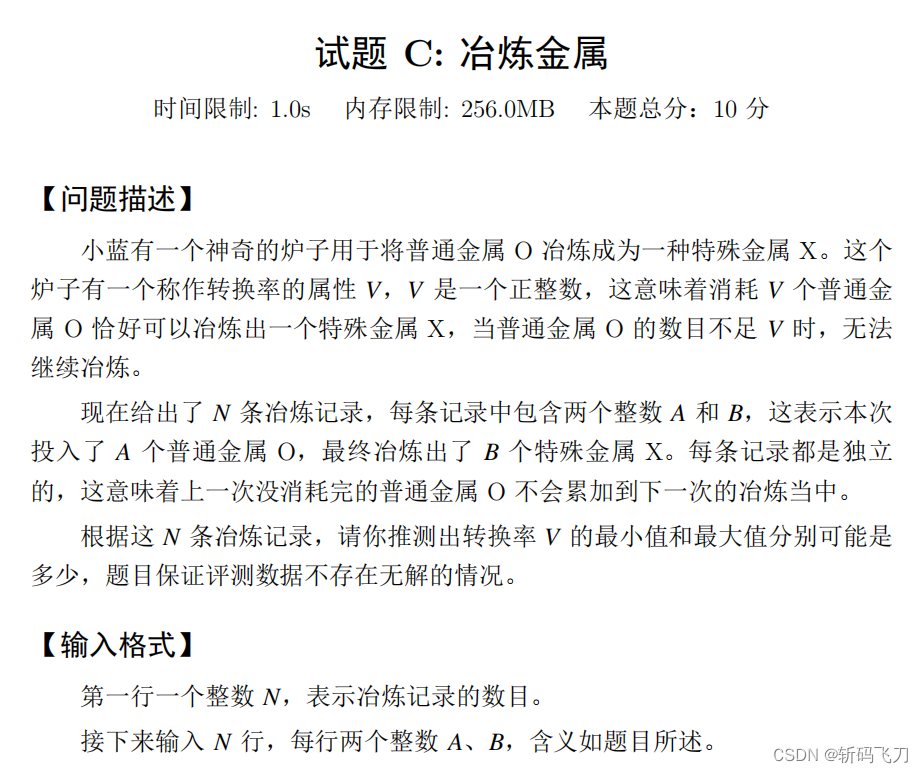 试题 C: 冶炼金属
时间限制: 1.0s 内存限制: 256.0MB 本题总分：10 分
【问题描述】
小蓝有一个神奇的炉子用于将普通金属 O 冶炼成为一种特殊金属 X。这个
炉子有一个称作转换率的属性 V，V 是一个正整数，这意味着消耗 V 个普通金
属 O 恰好可以冶炼出一个特殊金属 X，当普通金属 O 的数目不足 V 时，无法
继续冶炼。
现在给出了 N 条冶炼记录，每条记录中包含两个整数 A 和 B，这表示本次
投入了 A 个普通金属 O，最终冶炼出了 B 个特殊金属 X。每条记录都是独立
的，这意味着上一次没消耗完的普通金属 O 不会累加到下一次的冶炼当中。
根据这 N 条冶炼记录，请你推测出转换率 V 的最小值和最大值分别可能是
多少，题目保证评测数据不存在无解的情况。
【输入格式】
第一行一个整数 N，表示冶炼记录的数目。
接下来输入 N 行，每行两个整数 A、B，含义如题目所述。
CSDN @斩码飞刀